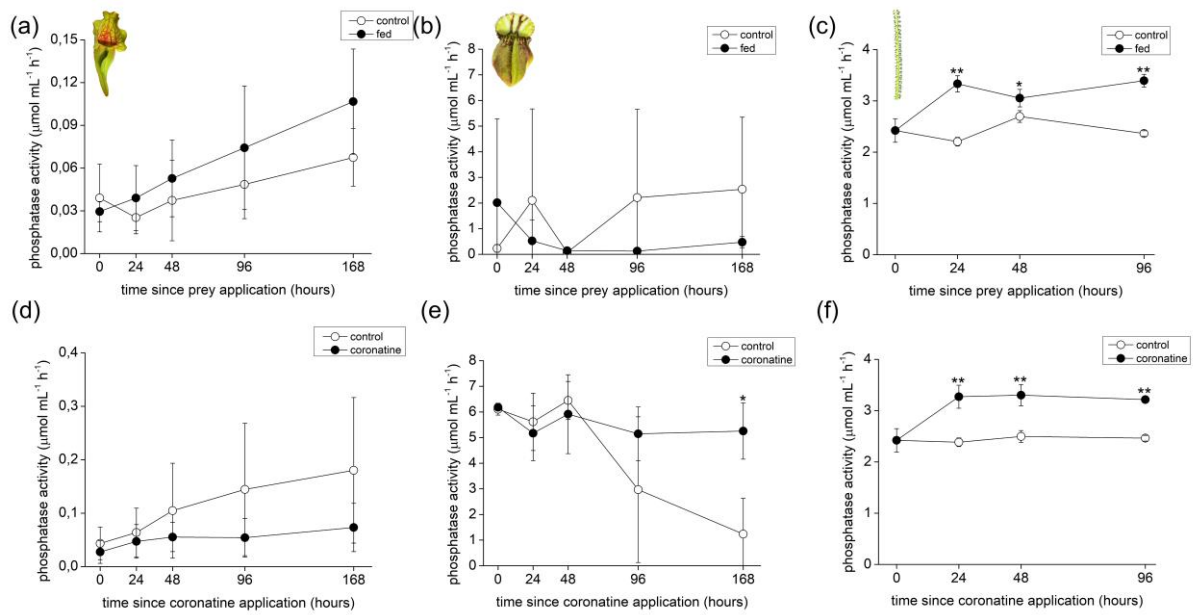 (a)
control
fed
phosphatase activity (µmol mL⁻¹ h⁻¹)
0,15
0,12
0,09
0,06
0,03
0,00
0 24 48 96 168
time since prey application (hours)
(b)
control
fed
phosphatase activity (µmol mL⁻¹ h⁻¹)
8
7
6
5
4
3
2
1
0
0 24 48 96 168
time since prey application (hours)
(c)
control
fed
phosphatase activity (µmol mL⁻¹ h⁻¹)
4
3
2
1
0
** * **
0 24 48 96
time since prey application (hours)
(d)
control
coronatine
phosphatase activity (µmol mL⁻¹ h⁻¹)
0,4
0,3
0,2
0,1
0,0
0 24 48 96 168
time since coronatine application (hours)
(e)
control
coronatine
phosphatase activity (µmol mL⁻¹ h⁻¹)
8
7
6
5
4
3
2
1
0
*
0 24 48 96 168
time since coronatine application (hours)
(f)
control
coronatine
phosphatase activity (µmol mL⁻¹ h⁻¹)
4
3
2
1
0
** ** **
0 24 48 96
time since coronatine application (hours)